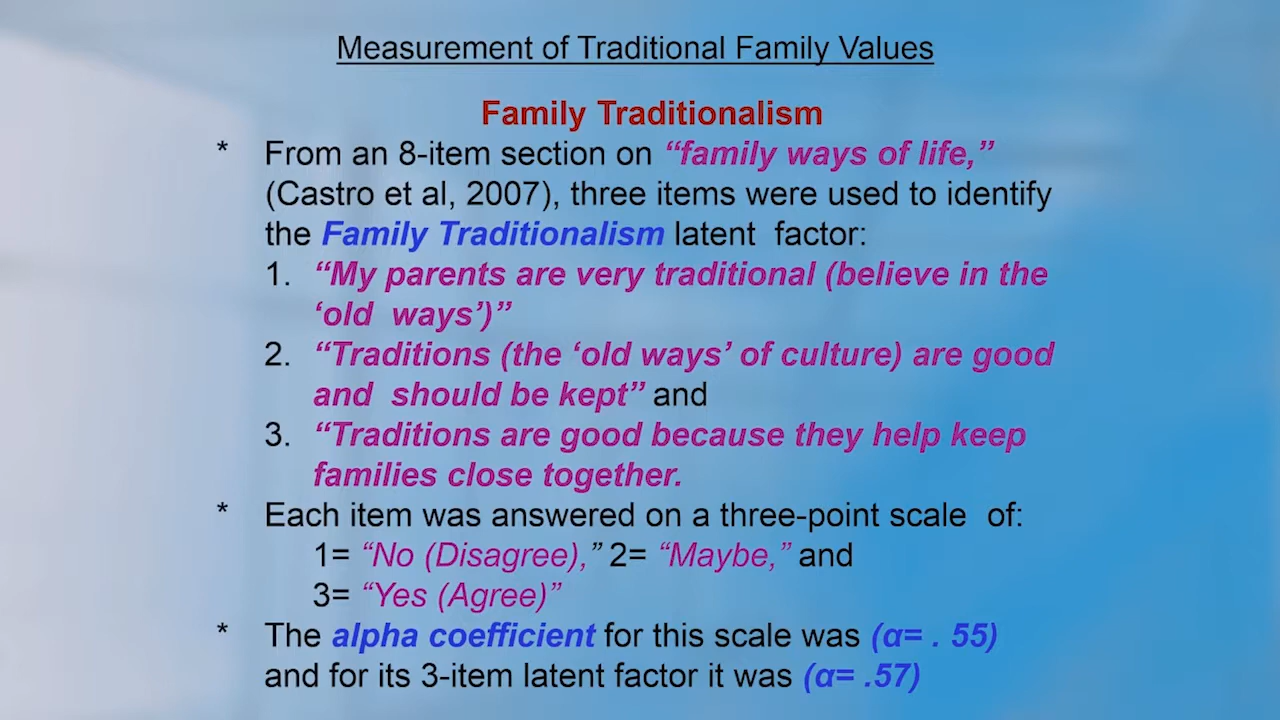 Measurement of Traditional Family Values
Family Traditionalism
* From an 8-item section on “family ways of life,”
(Castro et al, 2007), three items were used to identify
the Family Traditionalism latent factor:
1. “My parents are very traditional (believe in the
‘old ways’)”
2. “Traditions (the ‘old ways’ of culture) are good
and should be kept” and
3. “Traditions are good because they help keep
families close together.
* Each item was answered on a three-point scale of:
1= “No (Disagree),” 2= “Maybe,” and
3= “Yes (Agree)”
* The alpha coefficient for this scale was (α= . 55)
and for its 3-item latent factor it was (α= .57)